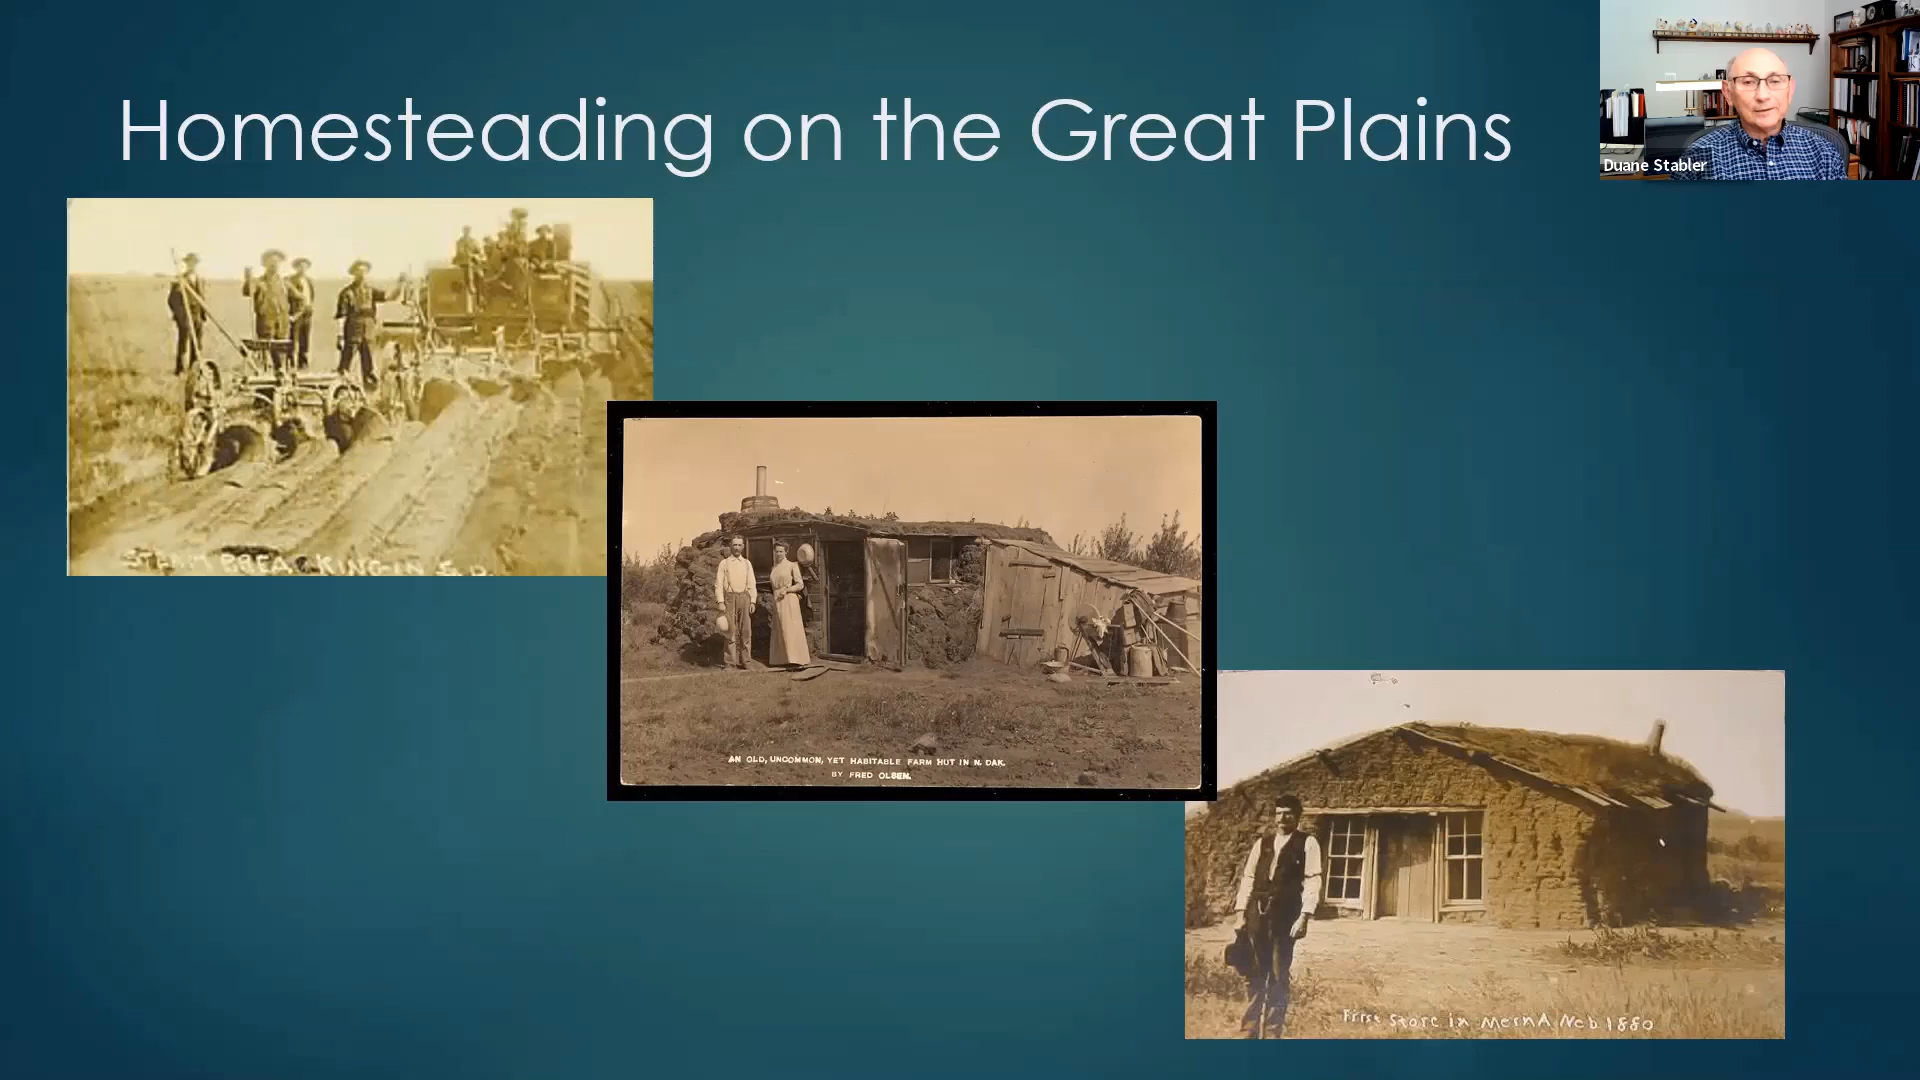 Homesteading on the Great Plains
Duane Stabler
STEAM BREAKING IN S.D.
AN OLD, UNCOMMON, YET HABITABLE FARM HUT IN N. DAK.
BY FRED OLSEN.
First Store in MernA Neb 1880